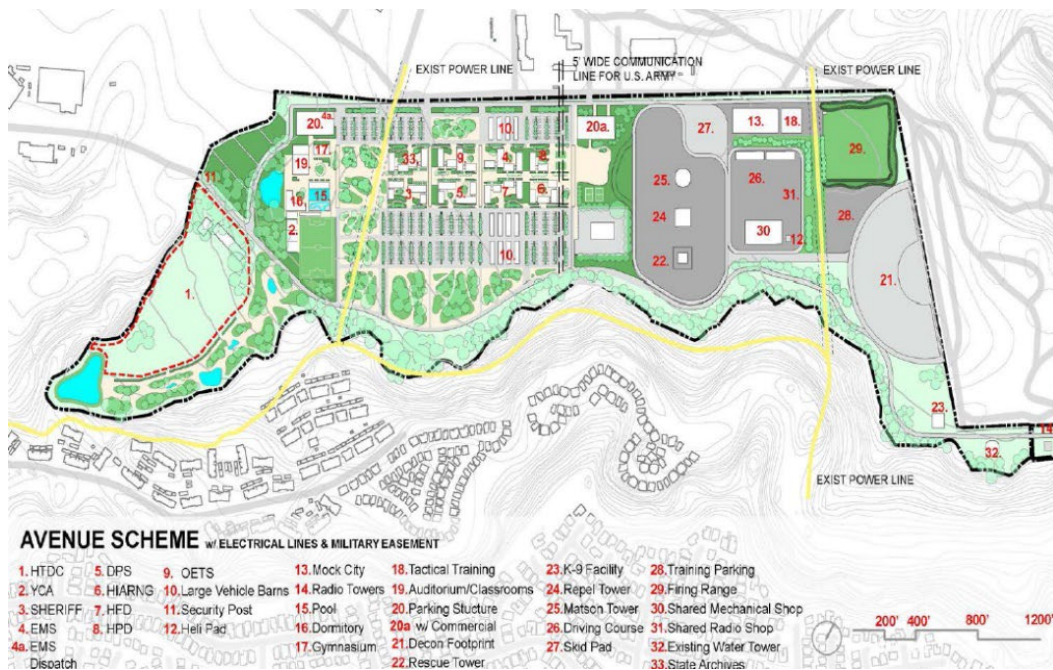 EXIST POWER LINE
5' WIDE COMMUNICATION
LINE FOR U.S. ARMY
EXIST POWER LINE
20.
4a.
10.
20a.
27.
13.
18.
17.
19.
33.
9.
4.
8.
29.
11
25.
26.
31.
16.
15.
3.
5.
7.
6.
28.
24.
2.
30
12
10.
22.
21.
1.
23.
14
32.
EXIST POWER LINE
AVENUE SCHEME w/ ELECTRICAL LINES & MILITARY EASEMENT
1. HTDC
2. YCA
3. SHERIFF
4. EMS
4a. EMS
Dispatch
5. DPS
6. HIARNG
7. HFD
8. HPD
9. OETS
10. Large Vehicle Barns
11. Security Post
12. Heli Pad
13. Mock City
14. Radio Towers
15. Pool
16. Dormitory
17. Gymnasium
18. Tactical Training
19. Auditorium/Classrooms
20. Parking Stucture
20a w/ Commercial
21. Decon Footprint
22. Rescue Tower
23. K-9 Facility
24. Repel Tower
25. Matson Tower
26. Driving Course
27. Skid Pad
28. Training Parking
29. Firing Range
30. Shared Mechanical Shop
31. Shared Radio Shop
32. Existing Water Tower
33. State Archives
200' 400' 800' 1200'